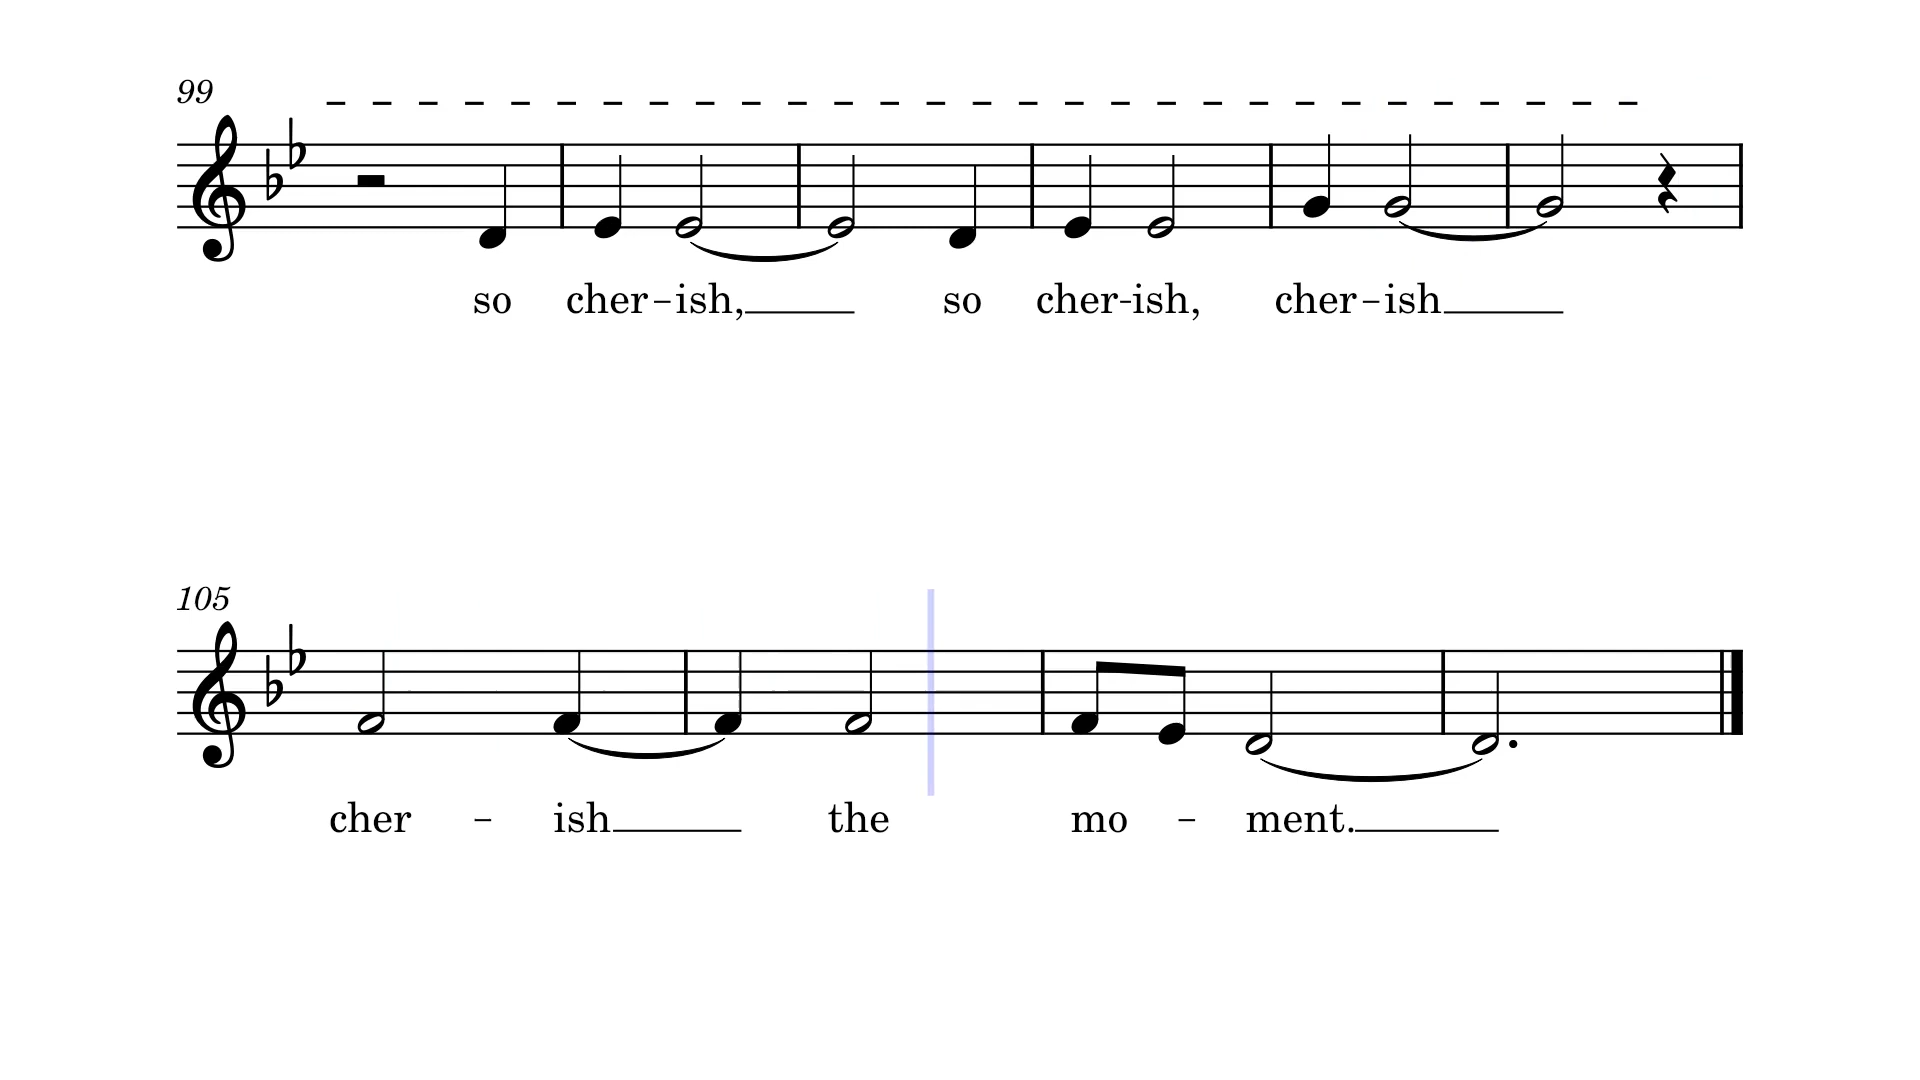 99
so cher-ish, so cher-ish, cher-ish
105
cher - ish the mo - ment.